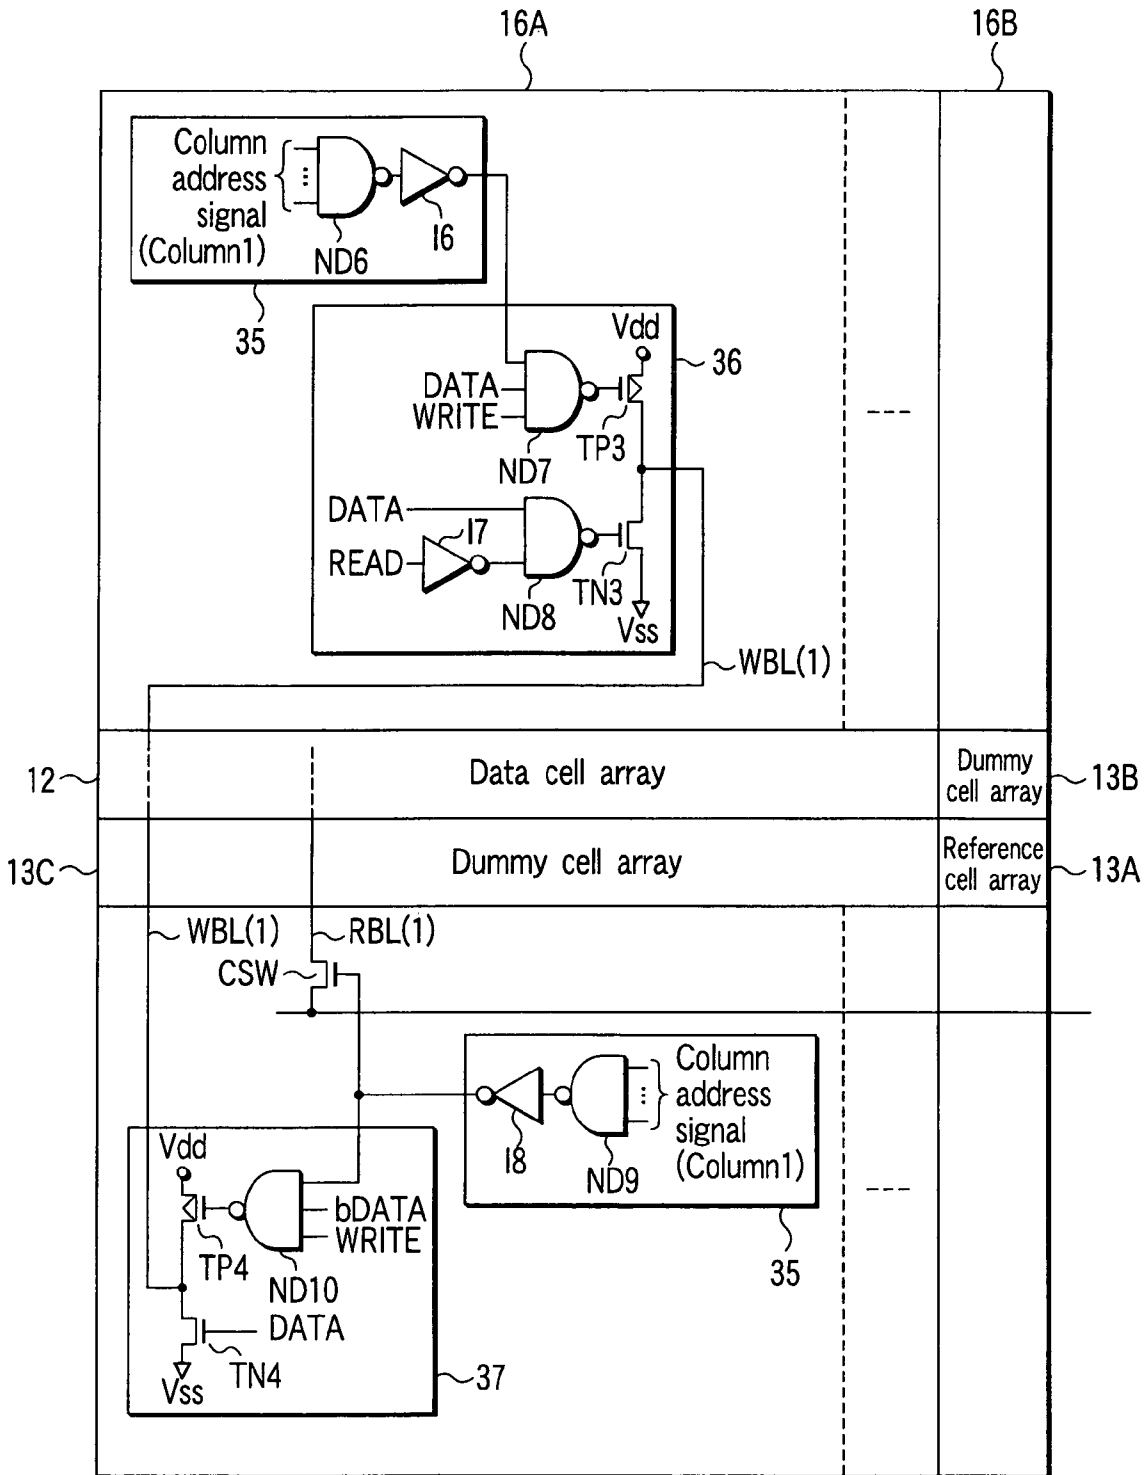 16A
16B
Column
address
signal
(Column1)
ND6
I6
35
Vdd
36
DATA
WRITE
TP3
ND7
DATA
I7
READ
TN3
ND8
Vss
WBL(1)
12
Data cell array
Dummy
cell array
13B
13C
Dummy cell array
Reference
cell array
13A
WBL(1)
RBL(1)
CSW
Column
address
signal
(Column1)
I8
ND9
35
Vdd
bDATA
WRITE
TP4
ND10
DATA
TN4
Vss
37